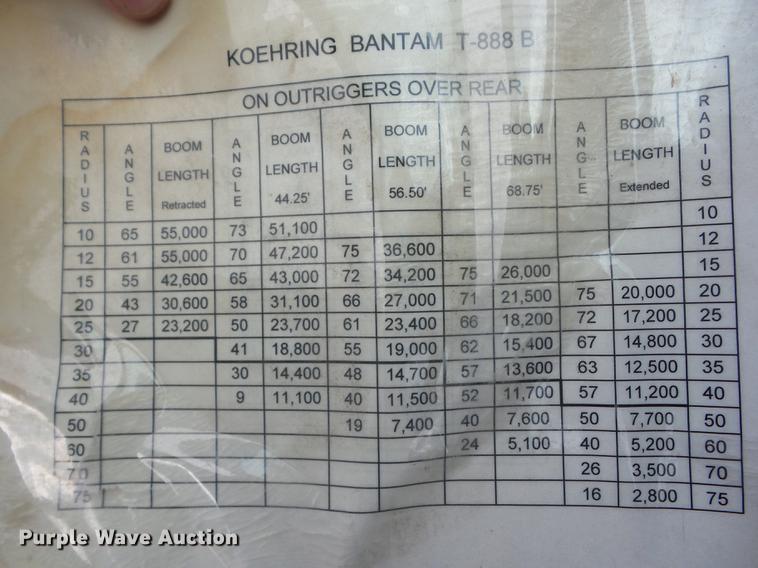 KOEHRING BANTAM T-888 B
ON OUTRIGGERS OVER REAR
RADIUS ANGLE BOOM LENGTH Retracted ANGLE BOOM LENGTH 44.25' ANGLE BOOM LENGTH 56.50' ANGLE BOOM LENGTH 68.75' ANGLE BOOM LENGTH Extended RADIUS
10 65 55,000 73 51,100 10
12 61 55,000 70 47,200 75 36,600 12
15 55 42,600 65 43,000 72 34,200 75 26,000 15
20 43 30,600 58 31,100 66 27,000 71 21,500 75 20,000 20
25 27 23,200 50 23,700 61 23,400 66 18,200 72 17,200 25
30 41 18,800 55 19,000 62 15,400 67 14,800 30
35 30 14,400 48 14,700 57 13,600 63 12,500 35
40 9 11,100 40 11,500 52 11,700 57 11,200 40
50 19 7,400 40 7,600 50 7,700 50
60 24 5,100 40 5,200 60
70 26 3,500 70
75 16 2,800 75
Purple Wave Auction